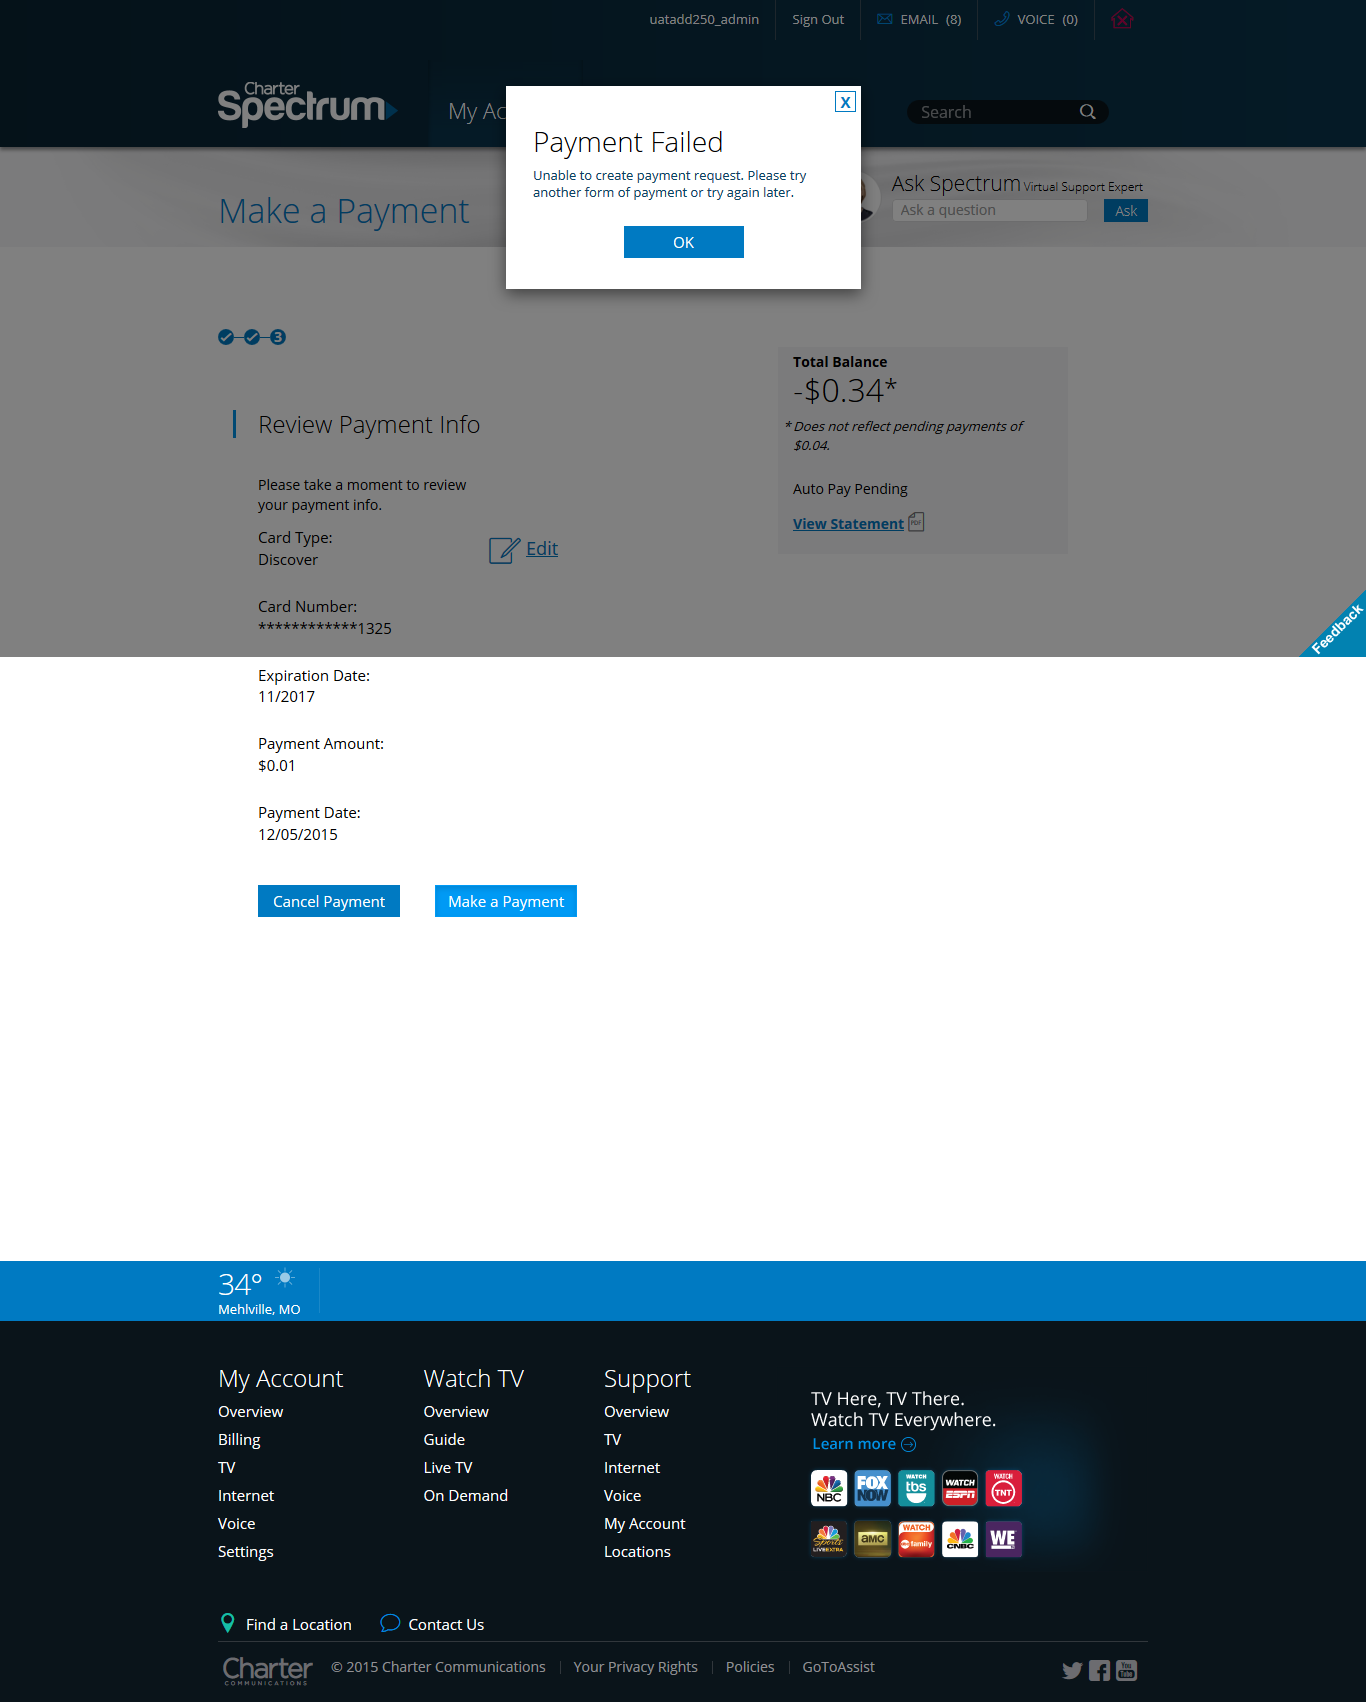 uatadd250_admin
Sign Out
EMAIL (8)
VOICE (0)
Charter
Spectrum
My Ac
Search
X
Payment Failed
Unable to create payment request. Please try
another form of payment or try again later.
OK
Make a Payment
Ask Spectrum Virtual Support Expert
Ask a question
Ask
3
Total Balance
-$0.34*
* Does not reflect pending payments of
$0.04.
Auto Pay Pending
View Statement PDF
Review Payment Info
Please take a moment to review
your payment info.
Card Type:
Discover
Edit
Card Number:
************1325
Feedback
Expiration Date:
11/2017
Payment Amount:
$0.01
Payment Date:
12/05/2015
Cancel Payment
Make a Payment
34°
Mehlville, MO
My Account
Overview
Billing
TV
Internet
Voice
Settings
Watch TV
Overview
Guide
Live TV
On Demand
Support
Overview
TV
Internet
Voice
My Account
Locations
TV Here, TV There.
Watch TV Everywhere.
Learn more
NBC
FOX NOW
WATCH tbs
WATCH ESPN
WATCH TNT
Sports LIVE EXTRA
amc
WATCH abc family
CNBC
WE
Find a Location
Contact Us
Charter
COMMUNICATIONS
© 2015 Charter Communications
Your Privacy Rights
Policies
GoToAssist
You Tube